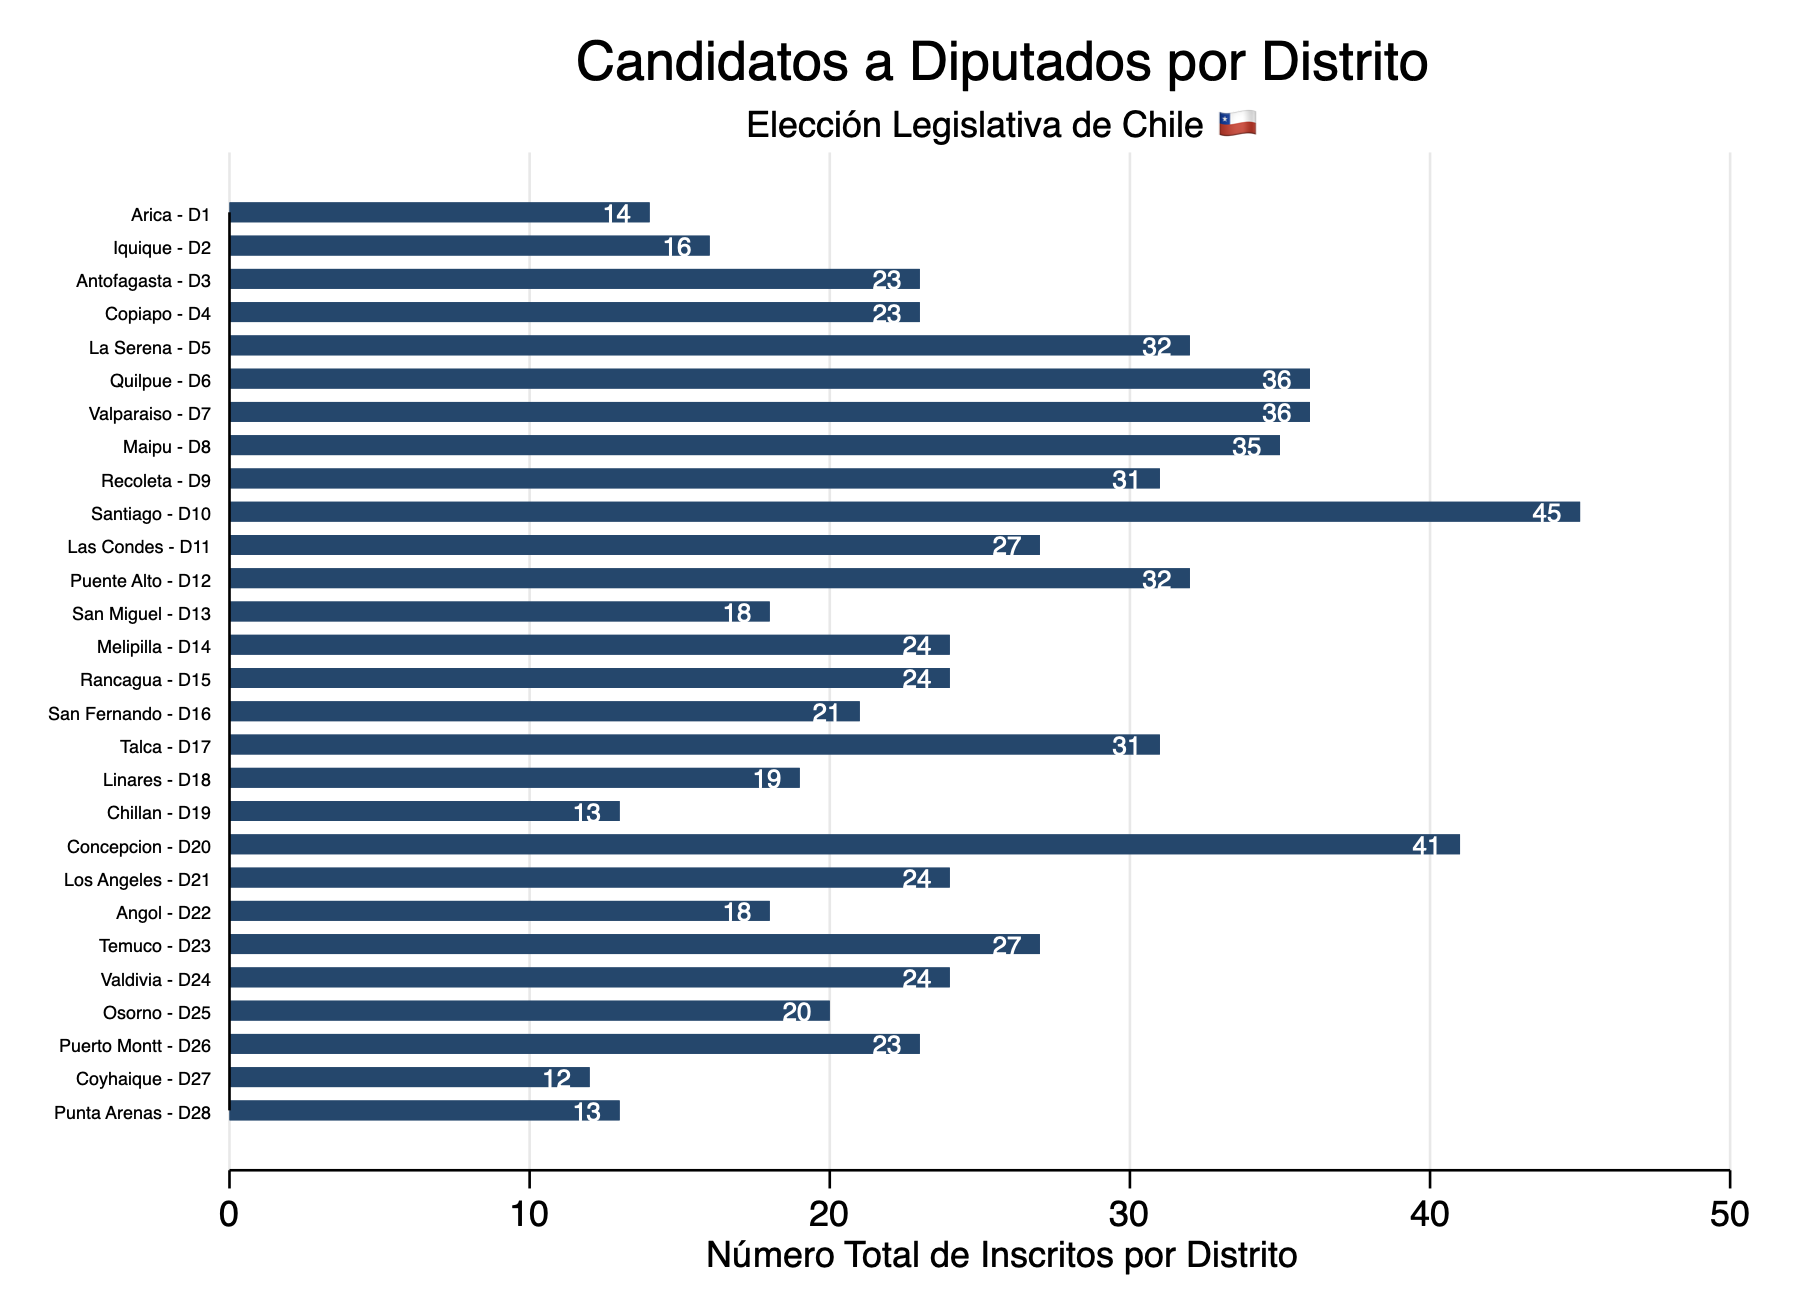 Candidatos a Diputados por Distrito
Elección Legislativa de Chile 🇨🇱
Arica - D1 14
Iquique - D2 16
Antofagasta - D3 23
Copiapo - D4 23
La Serena - D5 32
Quilpue - D6 36
Valparaiso - D7 36
Maipu - D8 35
Recoleta - D9 31
Santiago - D10 45
Las Condes - D11 27
Puente Alto - D12 32
San Miguel - D13 18
Melipilla - D14 24
Rancagua - D15 24
San Fernando - D16 21
Talca - D17 31
Linares - D18 19
Chillan - D19 13
Concepcion - D20 41
Los Angeles - D21 24
Angol - D22 18
Temuco - D23 27
Valdivia - D24 24
Osorno - D25 20
Puerto Montt - D26 23
Coyhaique - D27 12
Punta Arenas - D28 13
0 10 20 30 40 50
Número Total de Inscritos por Distrito